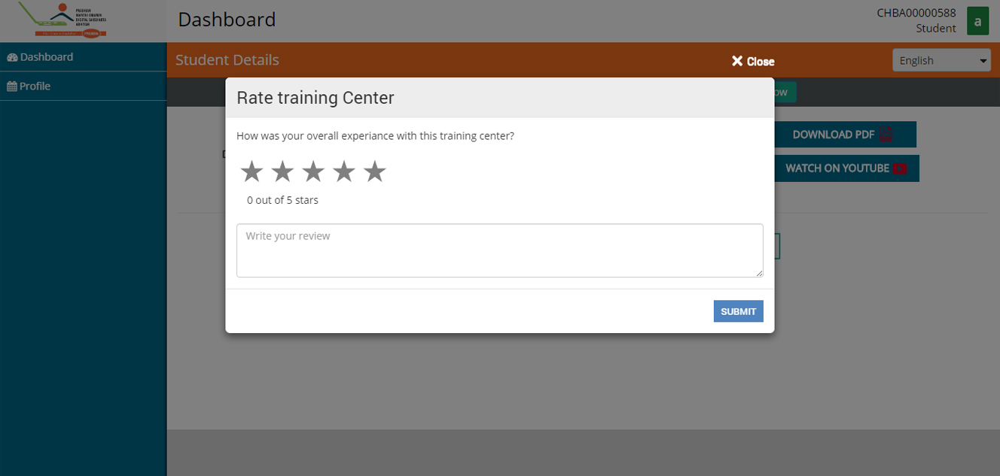 PRADHAN
MANTRI GRAMIN
DIGITAL SAKSHARTA
ABHIYAN
Dashboard
CHBA00000588
Student
a
Dashboard
Profile
Student Details
Close
English
Rate training Center
How was your overall experiance with this training center?
0 out of 5 stars
Write your review
SUBMIT
DOWNLOAD PDF
WATCH ON YOUTUBE